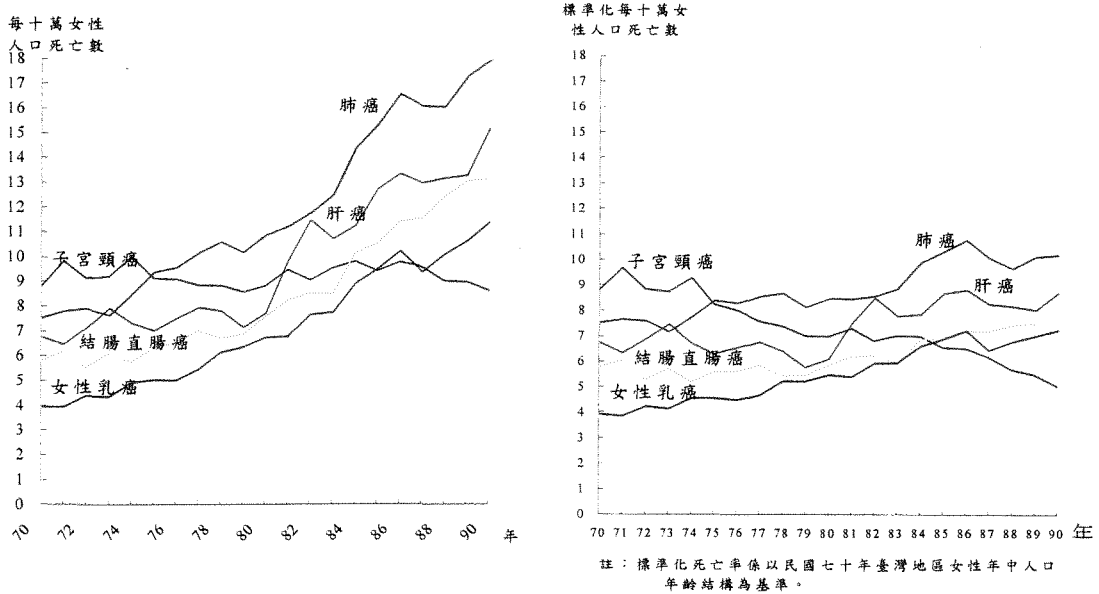 每十萬女性
人口死亡數
18
17
16
15
14
13
12
11
10
9
8
7
6
5
4
3
2
1
0
肺癌
肝癌
子宮頸癌
結腸直腸癌
女性乳癌
70 72 74 76 78 80 82 84 86 88 90 年
標準化每十萬女
性人口死亡數
18
17
16
15
14
13
12
11
10
9
8
7
6
5
4
3
2
1
0
肺癌
子宮頸癌
肝癌
結腸直腸癌
女性乳癌
70 71 72 73 74 75 76 77 78 79 80 81 82 83 84 85 86 87 88 89 90 年
註：標準化死亡率係以民國七十年臺灣地區女性年中人口
年齡結構為基準。